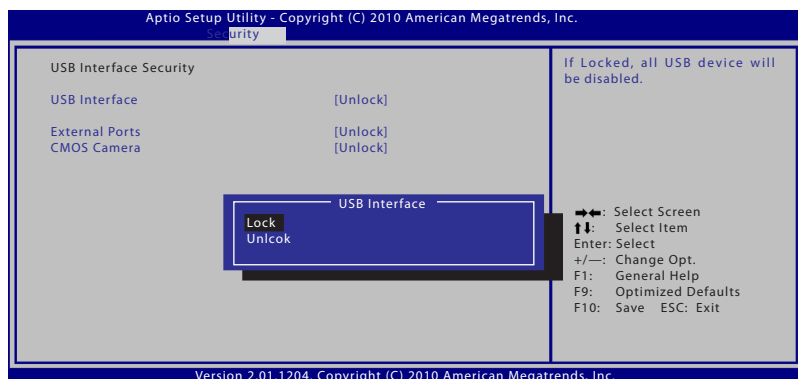 Aptio Setup Utility - Copyright (C) 2010 American Megatrends, Inc.
Security
USB Interface Security
USB Interface [Unlock]
External Ports [Unlock]
CMOS Camera [Unlock]
If Locked, all USB device will
be disabled.
USB Interface
Lock
Unlcok
→←: Select Screen
↑↓: Select Item
Enter: Select
+/—: Change Opt.
F1: General Help
F9: Optimized Defaults
F10: Save ESC: Exit
Version 2.01.1204. Copyright (C) 2010 American Megatrends, Inc.